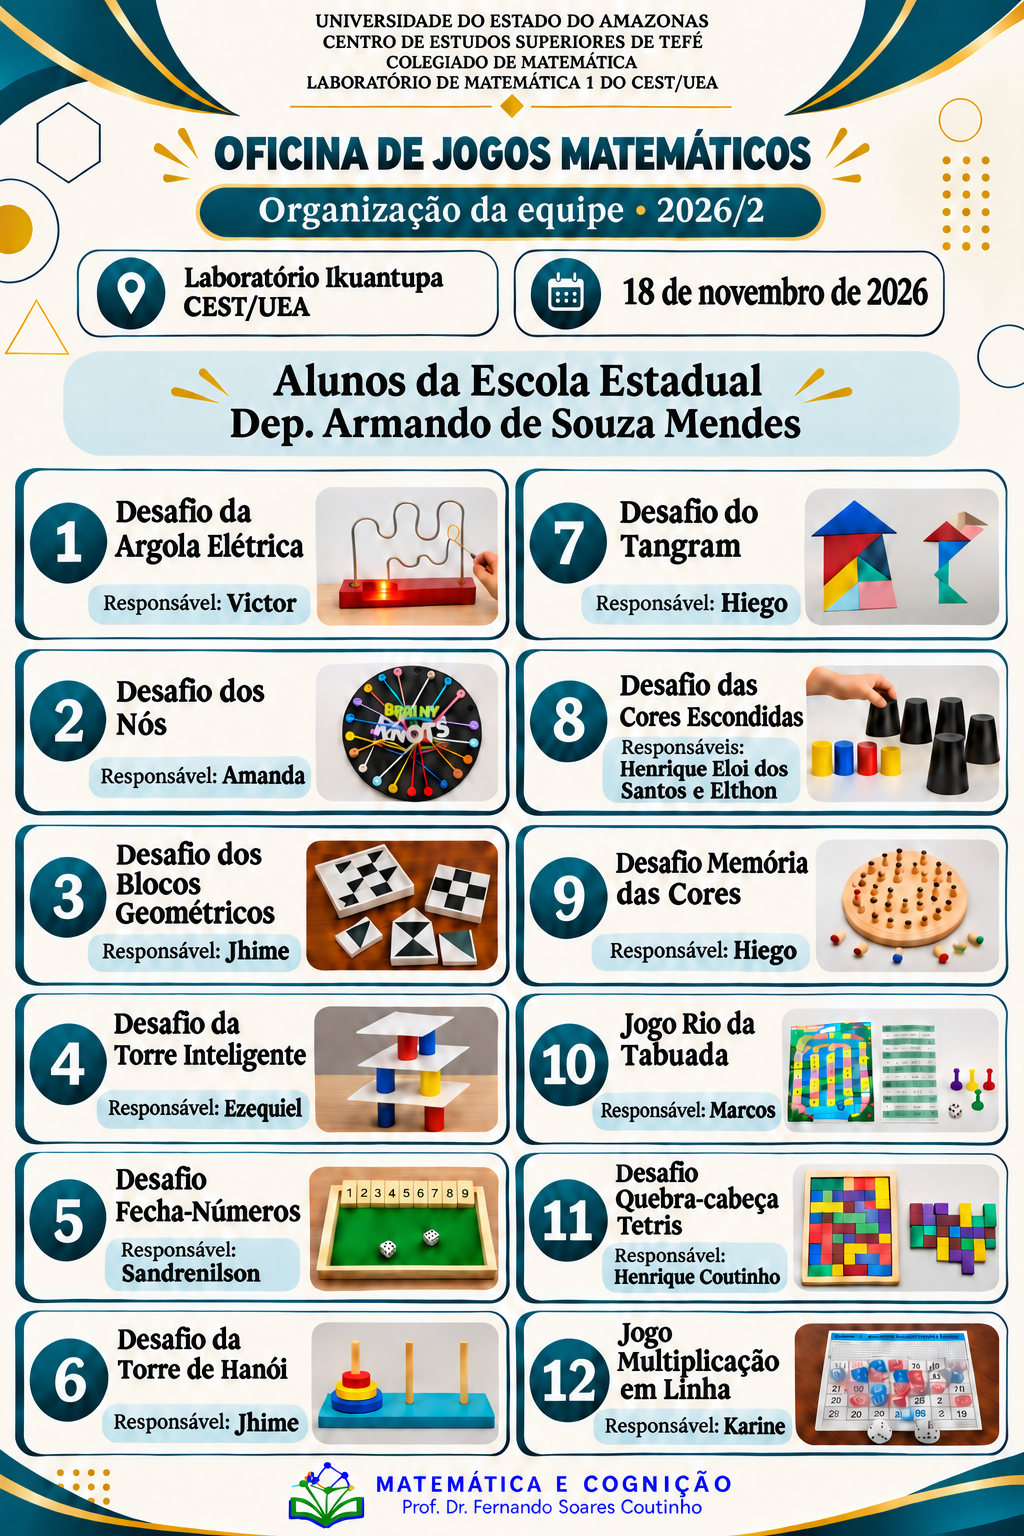 UNIVERSIDADE DO ESTADO DO AMAZONAS
CENTRO DE ESTUDOS SUPERIORES DE TEFÉ
COLEGIADO DE MATEMÁTICA
LABORATÓRIO DE MATEMÁTICA 1 DO CEST/UEA
OFICINA DE JOGOS MATEMÁTICOS
Organização da equipe • 2026/2
Laboratório Ikuantupa
CEST/UEA
18 de novembro de 2026
Alunos da Escola Estadual
Dep. Armando de Souza Mendes
1
Desafio da
Argola Elétrica
Responsável: Victor
2
Desafio dos
Nós
Responsável: Amanda
BRAINY
KNOTS
3
Desafio dos
Blocos
Geométricos
Responsável: Jhime
4
Desafio da
Torre Inteligente
Responsável: Ezequiel
5
Desafio
Fecha-Números
Responsável:
Sandrenilson
1 2 3 4 5 6 7 8 9
6
Desafio da
Torre de Hanói
Responsável: Jhime
7
Desafio do
Tangram
Responsável: Hiego
8
Desafio das
Cores Escondidas
Responsáveis:
Henrique Eloi dos
Santos e Elthon
9
Desafio Memória
das Cores
Responsável: Hiego
10
Jogo Rio da
Tabuada
Responsável: Marcos
11
Desafio
Quebra-cabeça
Tetris
Responsável:
Henrique Coutinho
12
Jogo
Multiplicação
em Linha
Responsável: Karine
MATEMÁTICA E COGNIÇÃO
Prof. Dr. Fernando Soares Coutinho